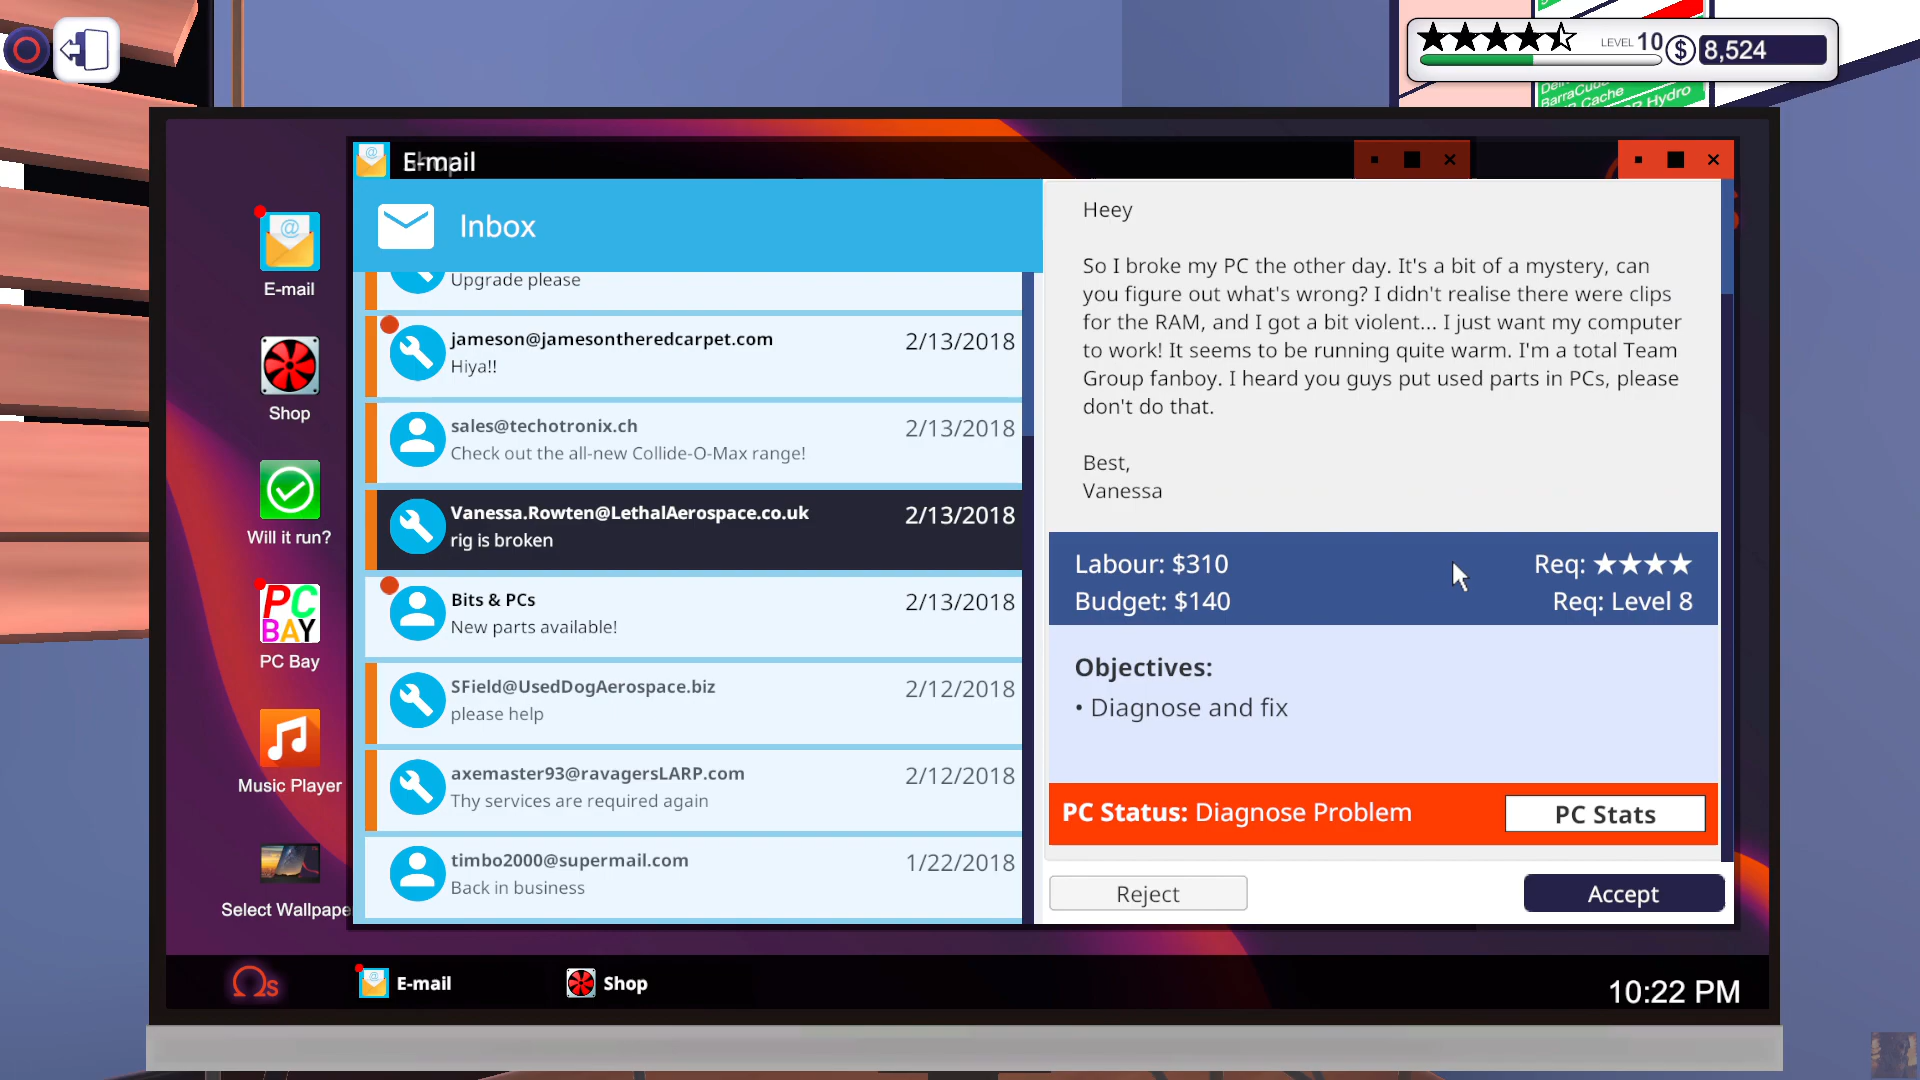 LEVEL 10
$ 8,524
BarraCuda
Cache
Hydro
E-mail
Inbox
Upgrade please
jameson@jamesontheredcarpet.com
2/13/2018
Hiya!!
sales@techotronix.ch
2/13/2018
Check out the all-new Collide-O-Max range!
Vanessa.Rowten@LethalAerospace.co.uk
2/13/2018
rig is broken
Bits & PCs
2/13/2018
New parts available!
SField@UsedDogAerospace.biz
2/12/2018
please help
axemaster93@ravagersLARP.com
2/12/2018
Thy services are required again
timbo2000@supermail.com
1/22/2018
Back in business
Heey
So I broke my PC the other day. It's a bit of a mystery, can
you figure out what's wrong? I didn't realise there were clips
for the RAM, and I got a bit violent... I just want my computer
to work! It seems to be running quite warm. I'm a total Team
Group fanboy. I heard you guys put used parts in PCs, please
don't do that.
Best,
Vanessa
Labour: $310
Req: ★★★★
Budget: $140
Req: Level 8
Objectives:
• Diagnose and fix
PC Status: Diagnose Problem
PC Stats
Reject
Accept
E-mail
Shop
Will it run?
PC
BAY
PC Bay
Music Player
Select Wallpape
Ωs
E-mail
Shop
10:22 PM